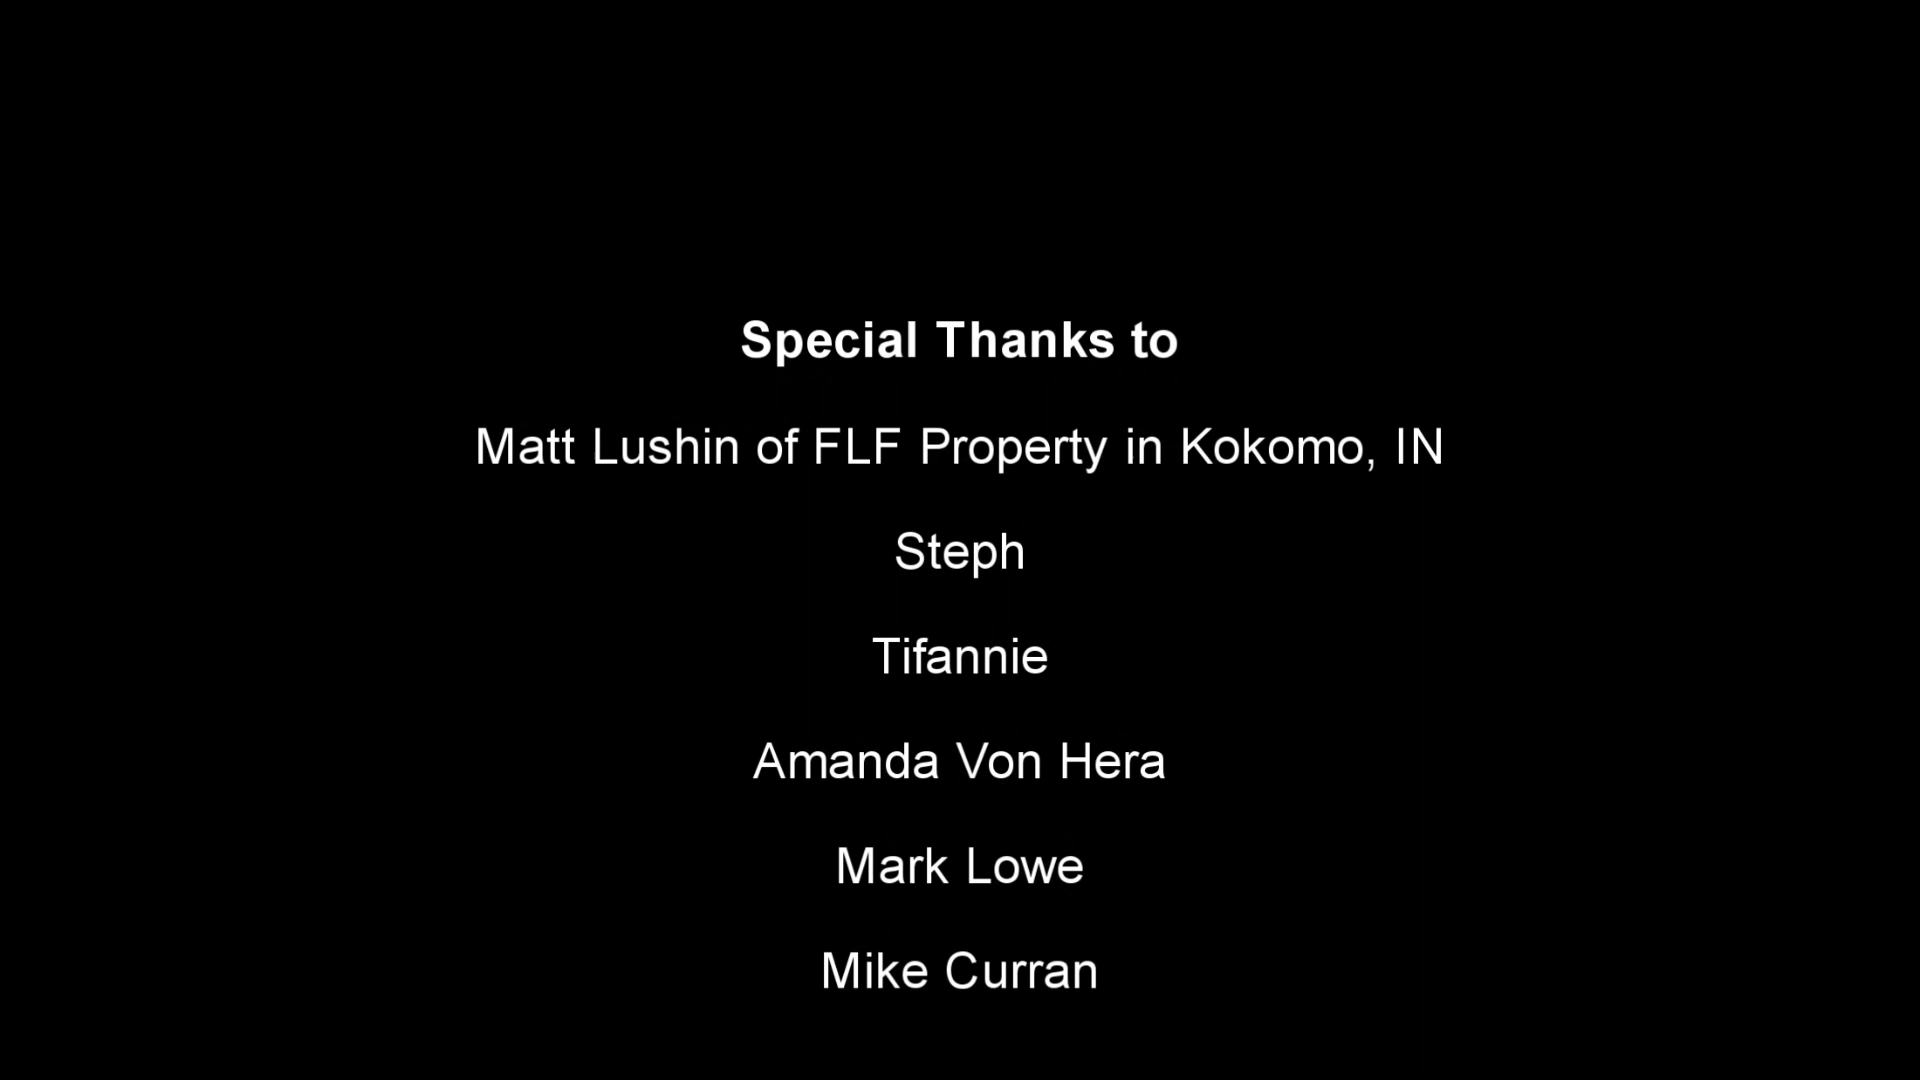 Special Thanks to
Matt Lushin of FLF Property in Kokomo, IN
Steph
Tifannie
Amanda Von Hera
Mark Lowe
Mike Curran